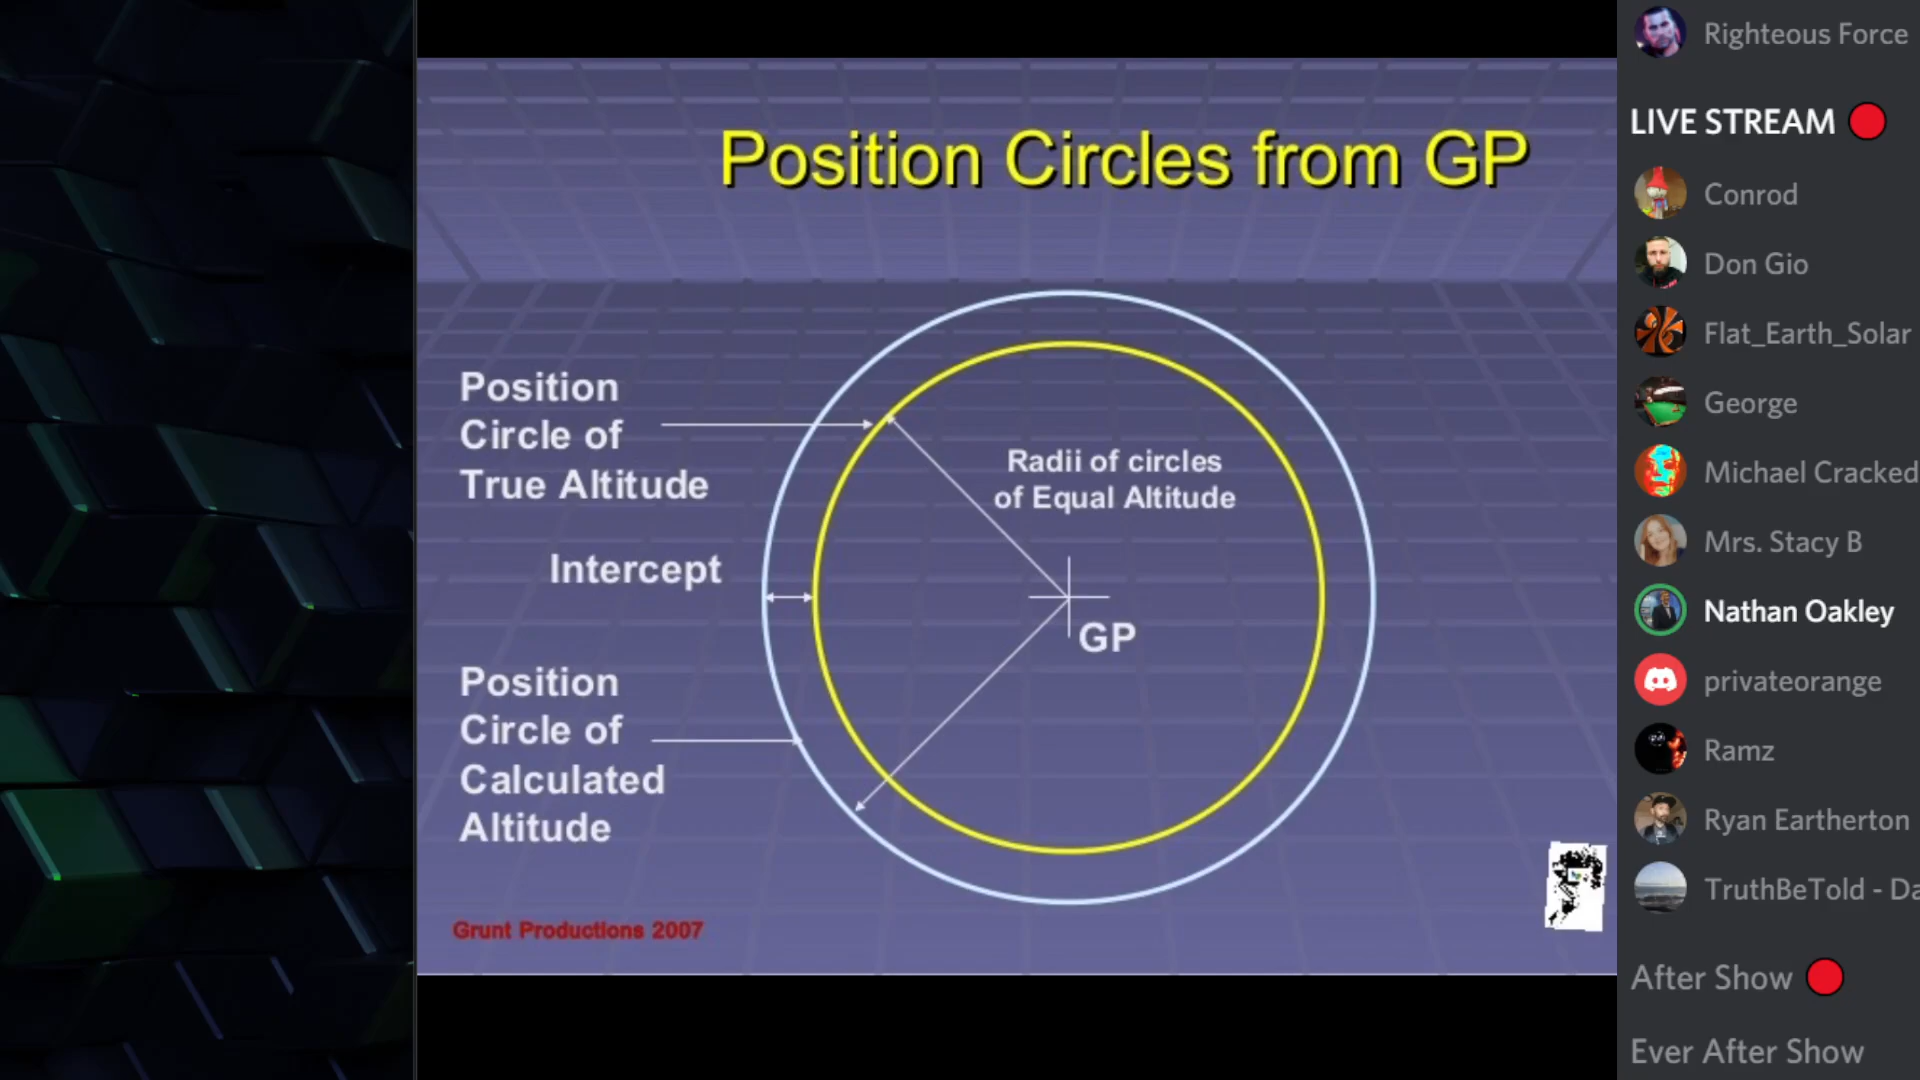 Position Circles from GP
Position
Circle of
True Altitude
Radii of circles
of Equal Altitude
Intercept
GP
Position
Circle of
Calculated
Altitude
Grunt Productions 2007
Righteous Force
LIVE STREAM
Conrod
Don Gio
Flat_Earth_Solar
George
Michael Cracked
Mrs. Stacy B
Nathan Oakley
privateorange
Ramz
Ryan Eartherton
TruthBeTold - Da
After Show
Ever After Show